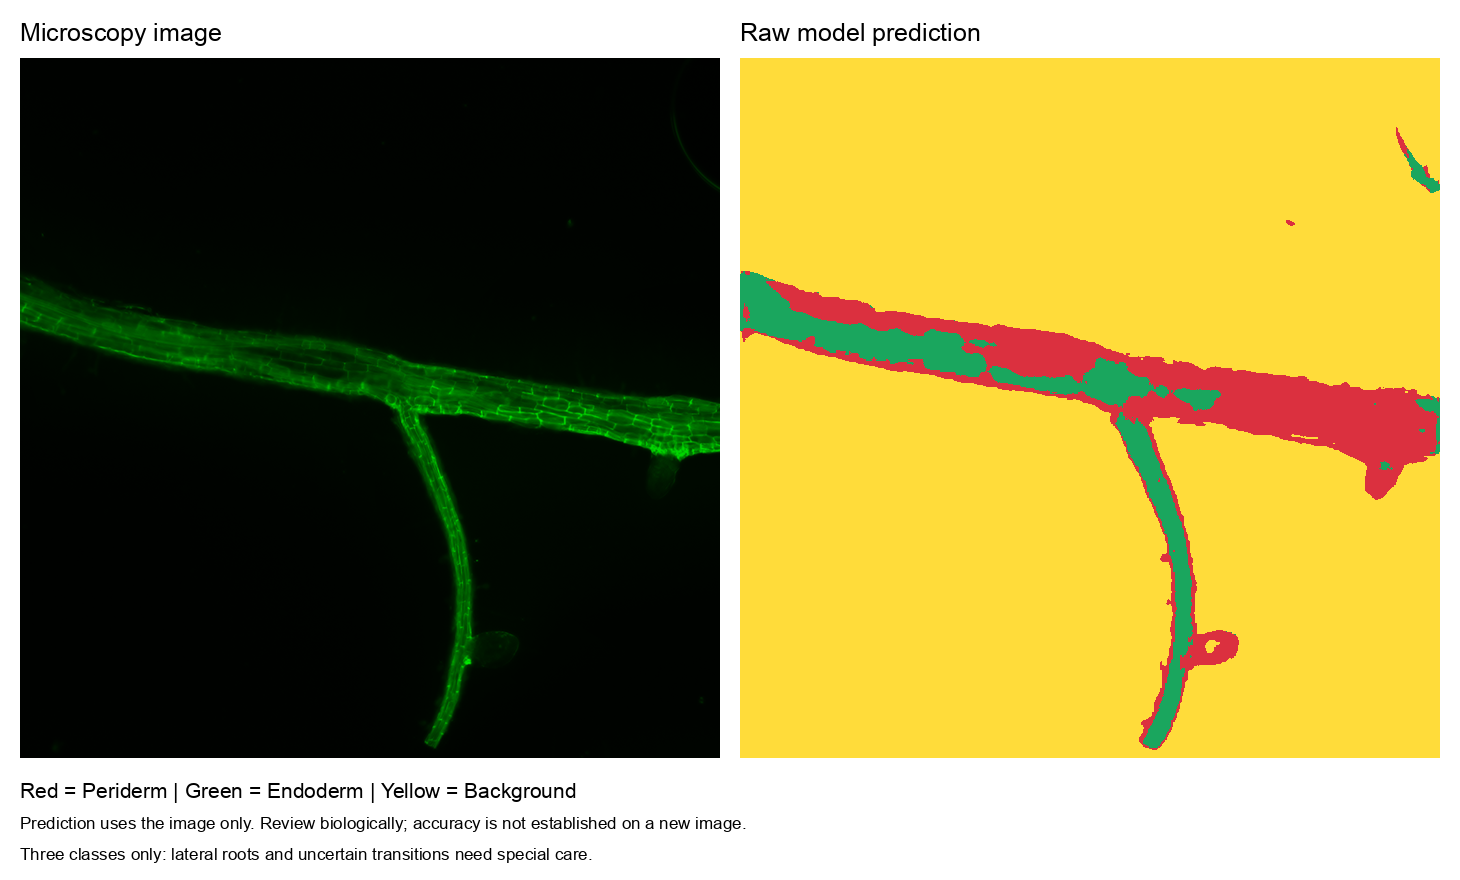 Microscopy image
Raw model prediction
Red = Periderm | Green = Endoderm | Yellow = Background
Prediction uses the image only. Review biologically; accuracy is not established on a new image.
Three classes only: lateral roots and uncertain transitions need special care.